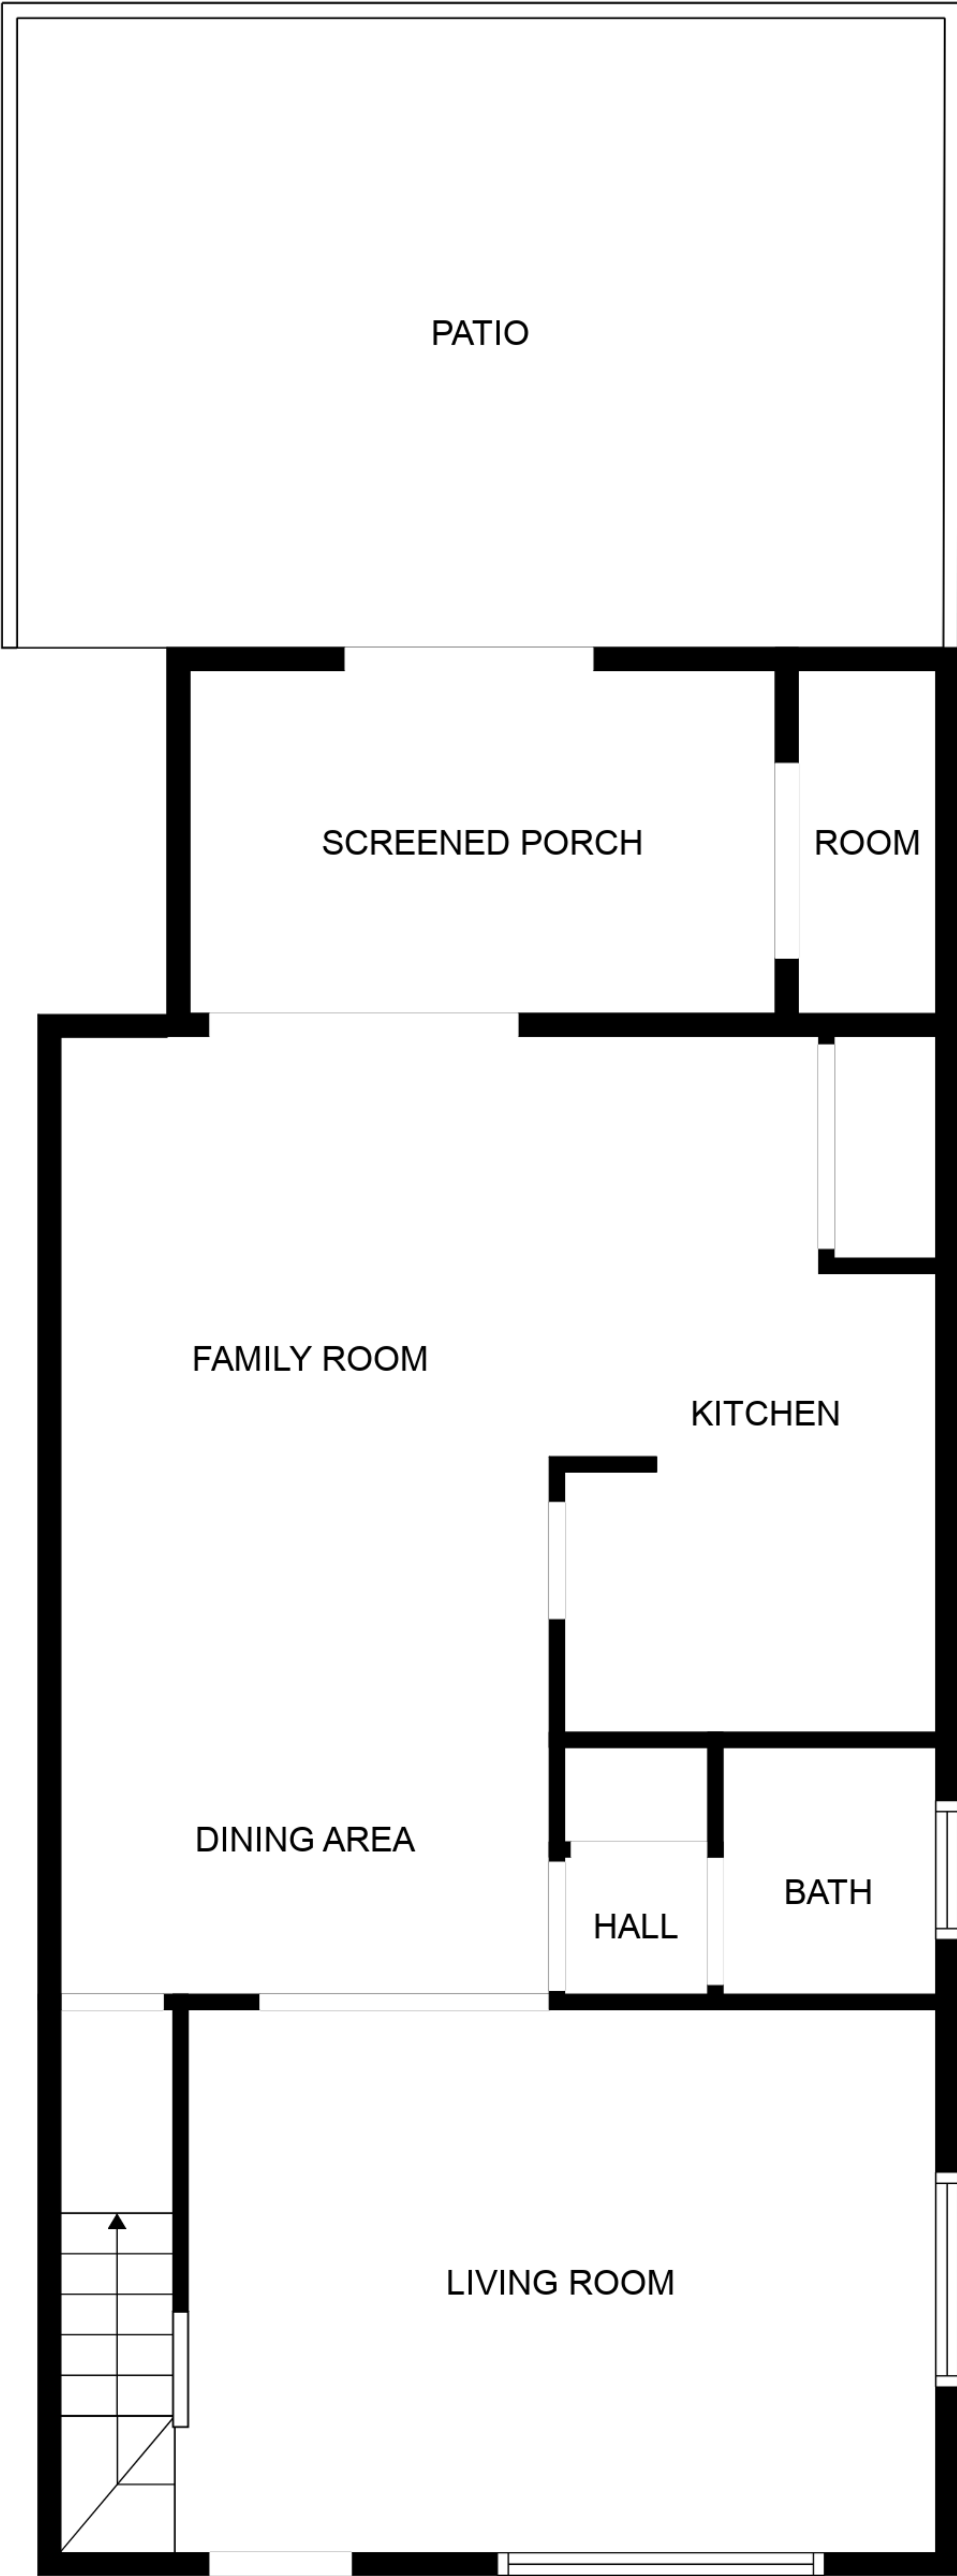 PATIO
SCREENED PORCH
ROOM
FAMILY ROOM
KITCHEN
DINING AREA
BATH
HALL
LIVING ROOM